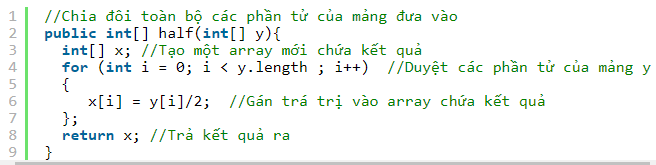 1 //Chia đôi toàn bộ các phần tử của mảng đưa vào
2 public int[] half(int[] y){
3   int[] x; //Tạo một array mới chứa kết quả
4   for (int i = 0; i < y.length ; i++)  //Duyệt các phần tử của mảng y
5   {
6      x[i] = y[i]/2;  //Gán trá trị vào array chứa kết quả
7   };
8   return x; //Trả kết quả ra
9 }